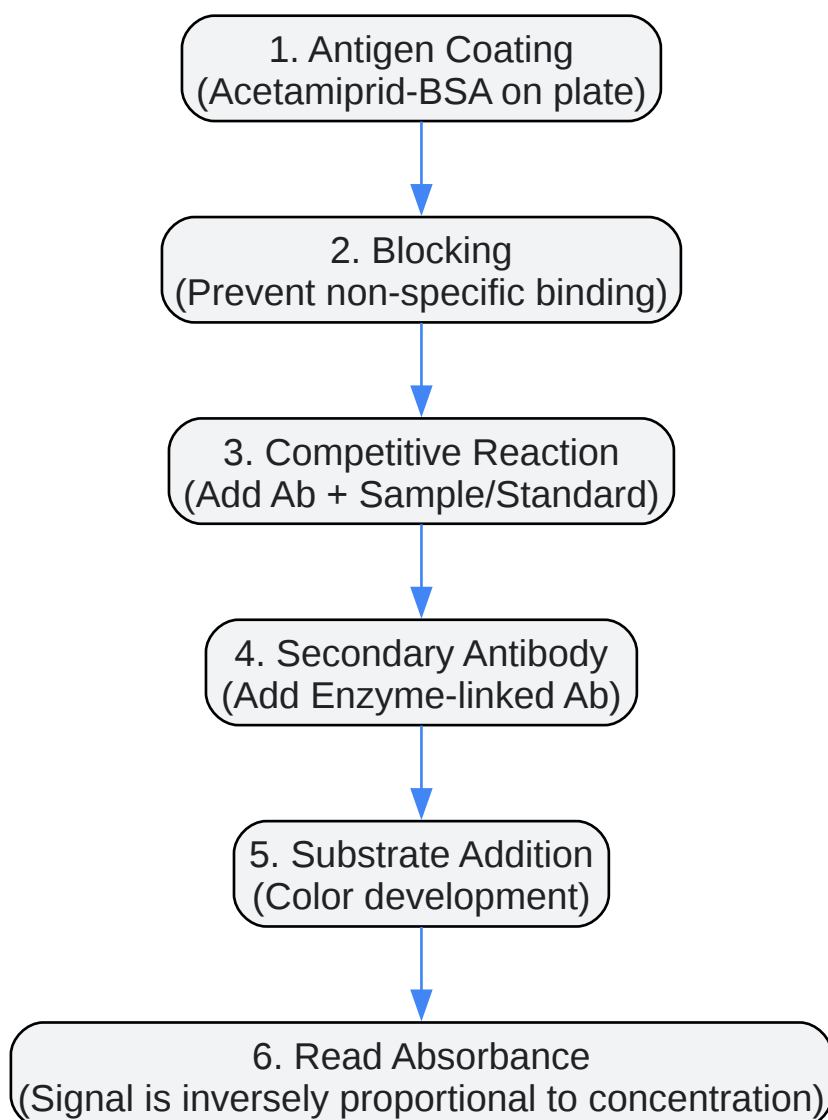 1. Antigen Coating
(Acetamiprid-BSA on plate)
2. Blocking
(Prevent non-specific binding)
3. Competitive Reaction
(Add Ab + Sample/Standard)
4. Secondary Antibody
(Add Enzyme-linked Ab)
5. Substrate Addition
(Color development)
6. Read Absorbance
(Signal is inversely proportional to concentration)